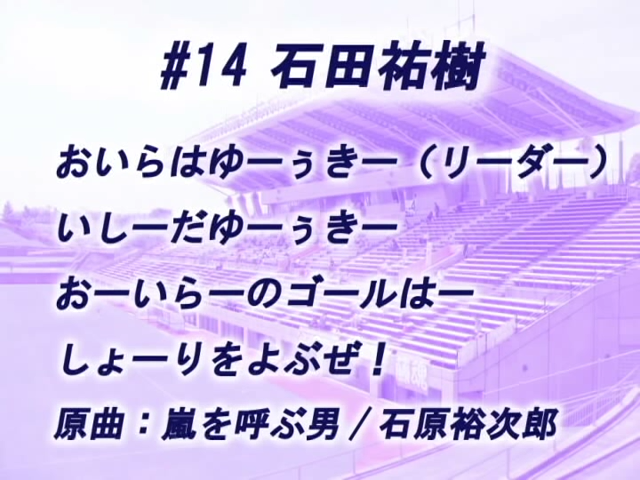 #14 石田祐樹
おいらはゆーぅきー（リーダー）
いしーだゆーぅきー
おーいらーのゴールはー
しょーりをよぶぜ！
原曲：嵐を呼ぶ男／石原裕次郎